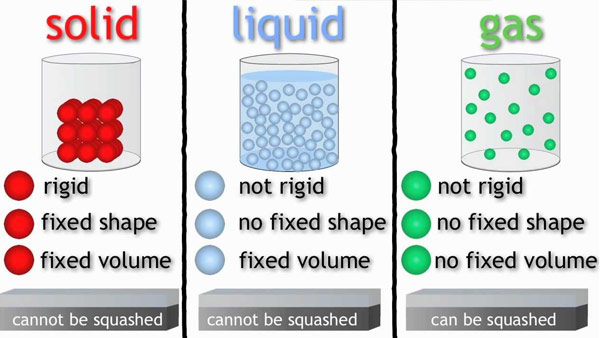 solid
rigid
fixed shape
fixed volume
cannot be squashed
liquid
not rigid
no fixed shape
fixed volume
cannot be squashed
gas
not rigid
no fixed shape
no fixed volume
can be squashed